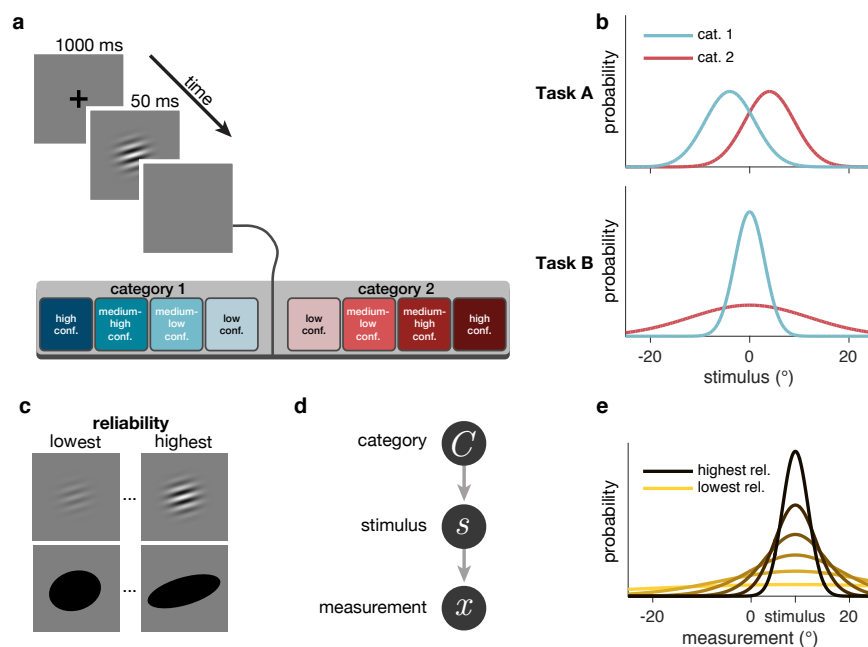 a
1000 ms
50 ms
time
category 1
category 2
high
conf.
medium-
high
conf.
medium-
low
conf.
low
conf.
low
conf.
medium-
low
conf.
medium-
high
conf.
high
conf.
b
cat. 1
cat. 2
Task A
probability
-20
0
20
Task B
probability
-20
0
20
stimulus (°)
c
reliability
lowest
highest
...
...
d
category
C
stimulus
s
measurement
x
e
highest rel.
lowest rel.
probability
-20
0
stimulus
20
measurement (°)